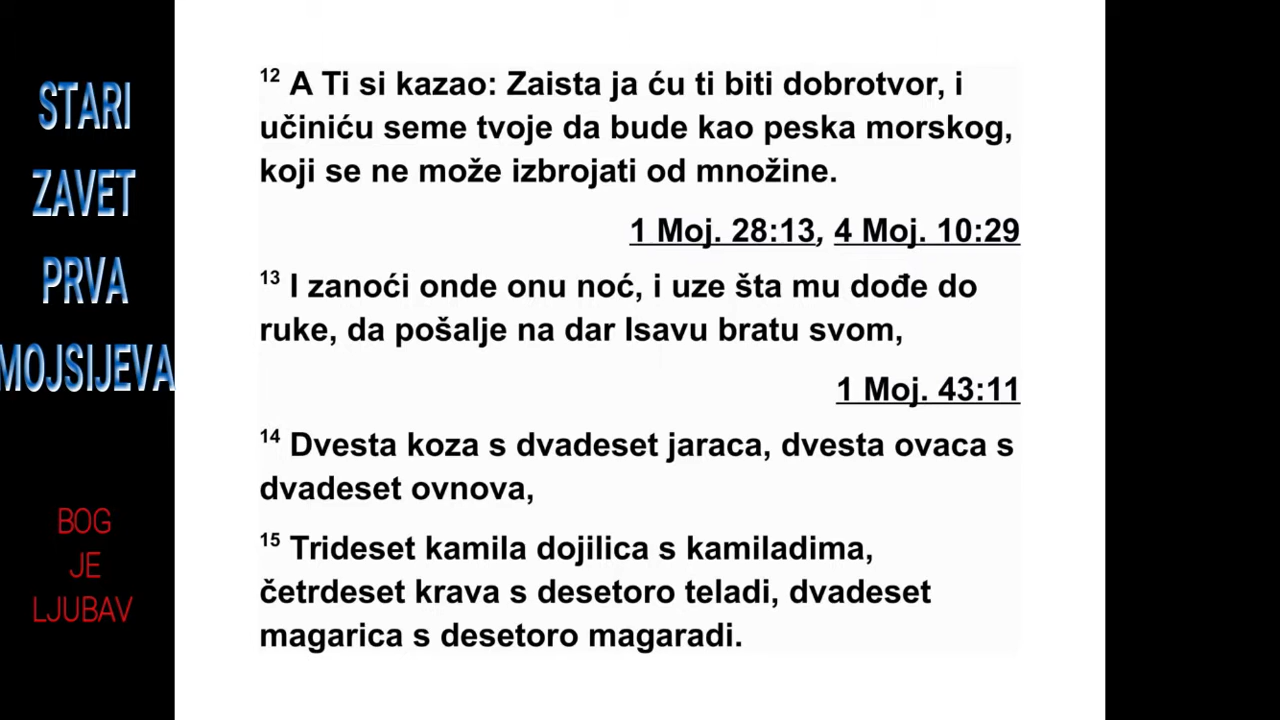 STARI
ZAVET
PRVA
MOJSIJEVA
BOG
JE
LJUBAV
12 A Ti si kazao: Zaista ja ću ti biti dobrotvor, i
učiniću seme tvoje da bude kao peska morskog,
koji se ne može izbrojati od množine.
1 Moj. 28:13, 4 Moj. 10:29
13 I zanoći onde onu noć, i uze šta mu dođe do
ruke, da pošalje na dar Isavu bratu svom,
1 Moj. 43:11
14 Dvesta koza s dvadeset jaraca, dvesta ovaca s
dvadeset ovnova,
15 Trideset kamila dojilica s kamiladima,
četrdeset krava s desetoro teladi, dvadeset
magarica s desetoro magaradi.